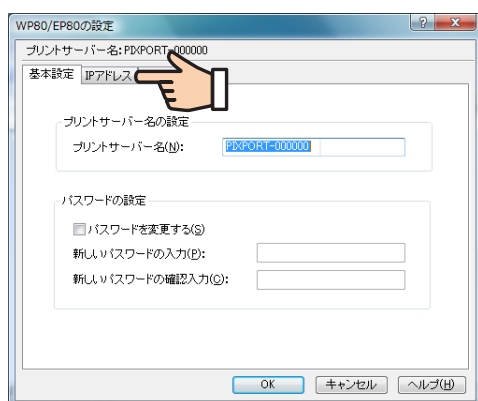 WP80/EP80の設定
プリントサーバー名: PIXPORT-000000
基本設定 IPアドレス
プリントサーバー名の設定
プリントサーバー名(N): PIXPORT-000000
パスワードの設定
パスワードを変更する(S)
新しいパスワードの入力(P):
新しいパスワードの確認入力(C):
OK キャンセル ヘルプ(H)